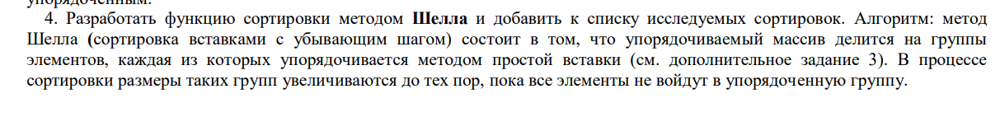 упорядоченным.
4. Разработать функцию сортировки методом Шелла и добавить к списку исследуемых сортировок. Алгоритм: метод
Шелла (сортировка вставками с убывающим шагом) состоит в том, что упорядочиваемый массив делится на группы
элементов, каждая из которых упорядочивается методом простой вставки (см. дополнительное задание 3). В процессе
сортировки размеры таких групп увеличиваются до тех пор, пока все элементы не войдут в упорядоченную группу.